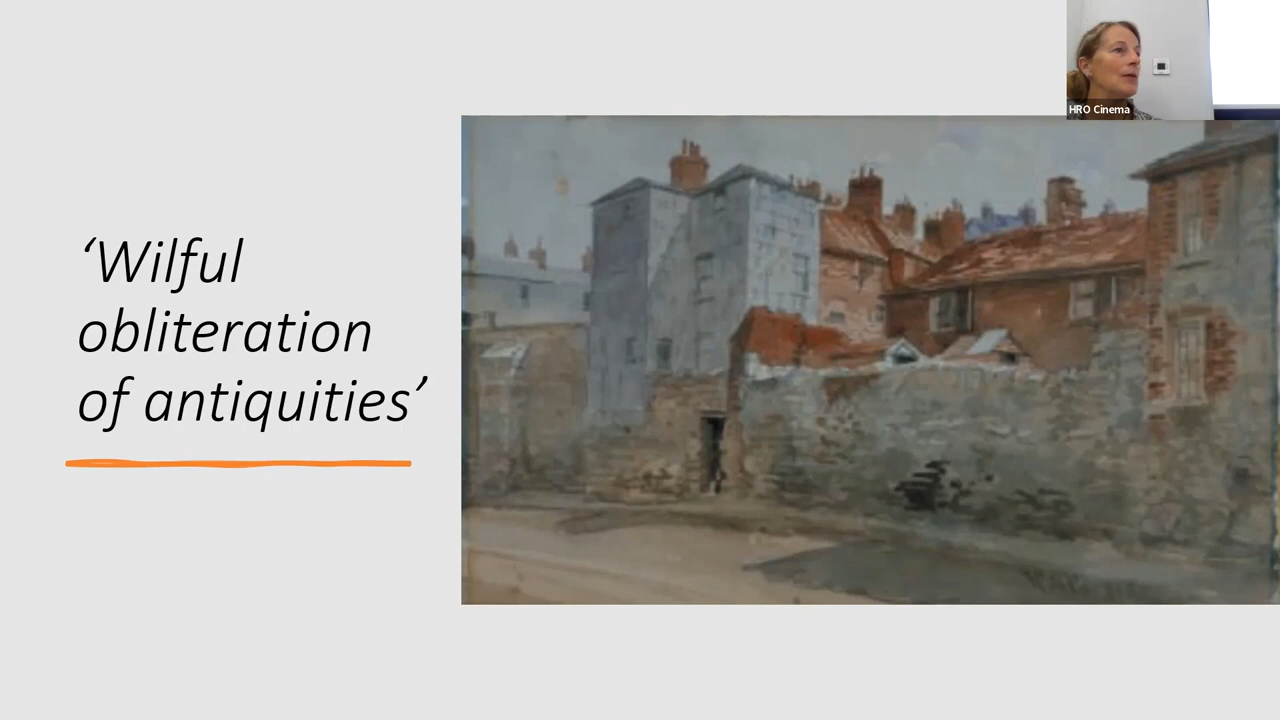 ‘Wilful
obliteration
of antiquities’
HRO Cinema